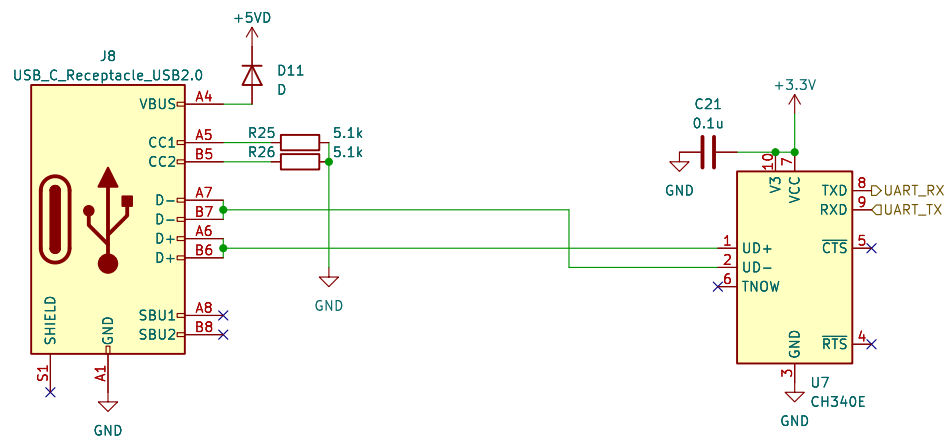 +5VD
J8
USB_C_Receptacle_USB2.0
D11
D
VBUS
A4
CC1
A5
R25
5.1k
CC2
B5
R26
5.1k
D-
A7
D-
B7
D+
A6
D+
B6
SBU1
A8
SBU2
B8
SHIELD
S1
GND
A1
GND
GND
+3.3V
C21
0.1u
GND
10
V3
7
VCC
TXD
8
UART_RX
RXD
9
UART_TX
1
UD+
2
UD-
6
TNOW
CTS
5
RTS
4
GND
3
U7
CH340E
GND